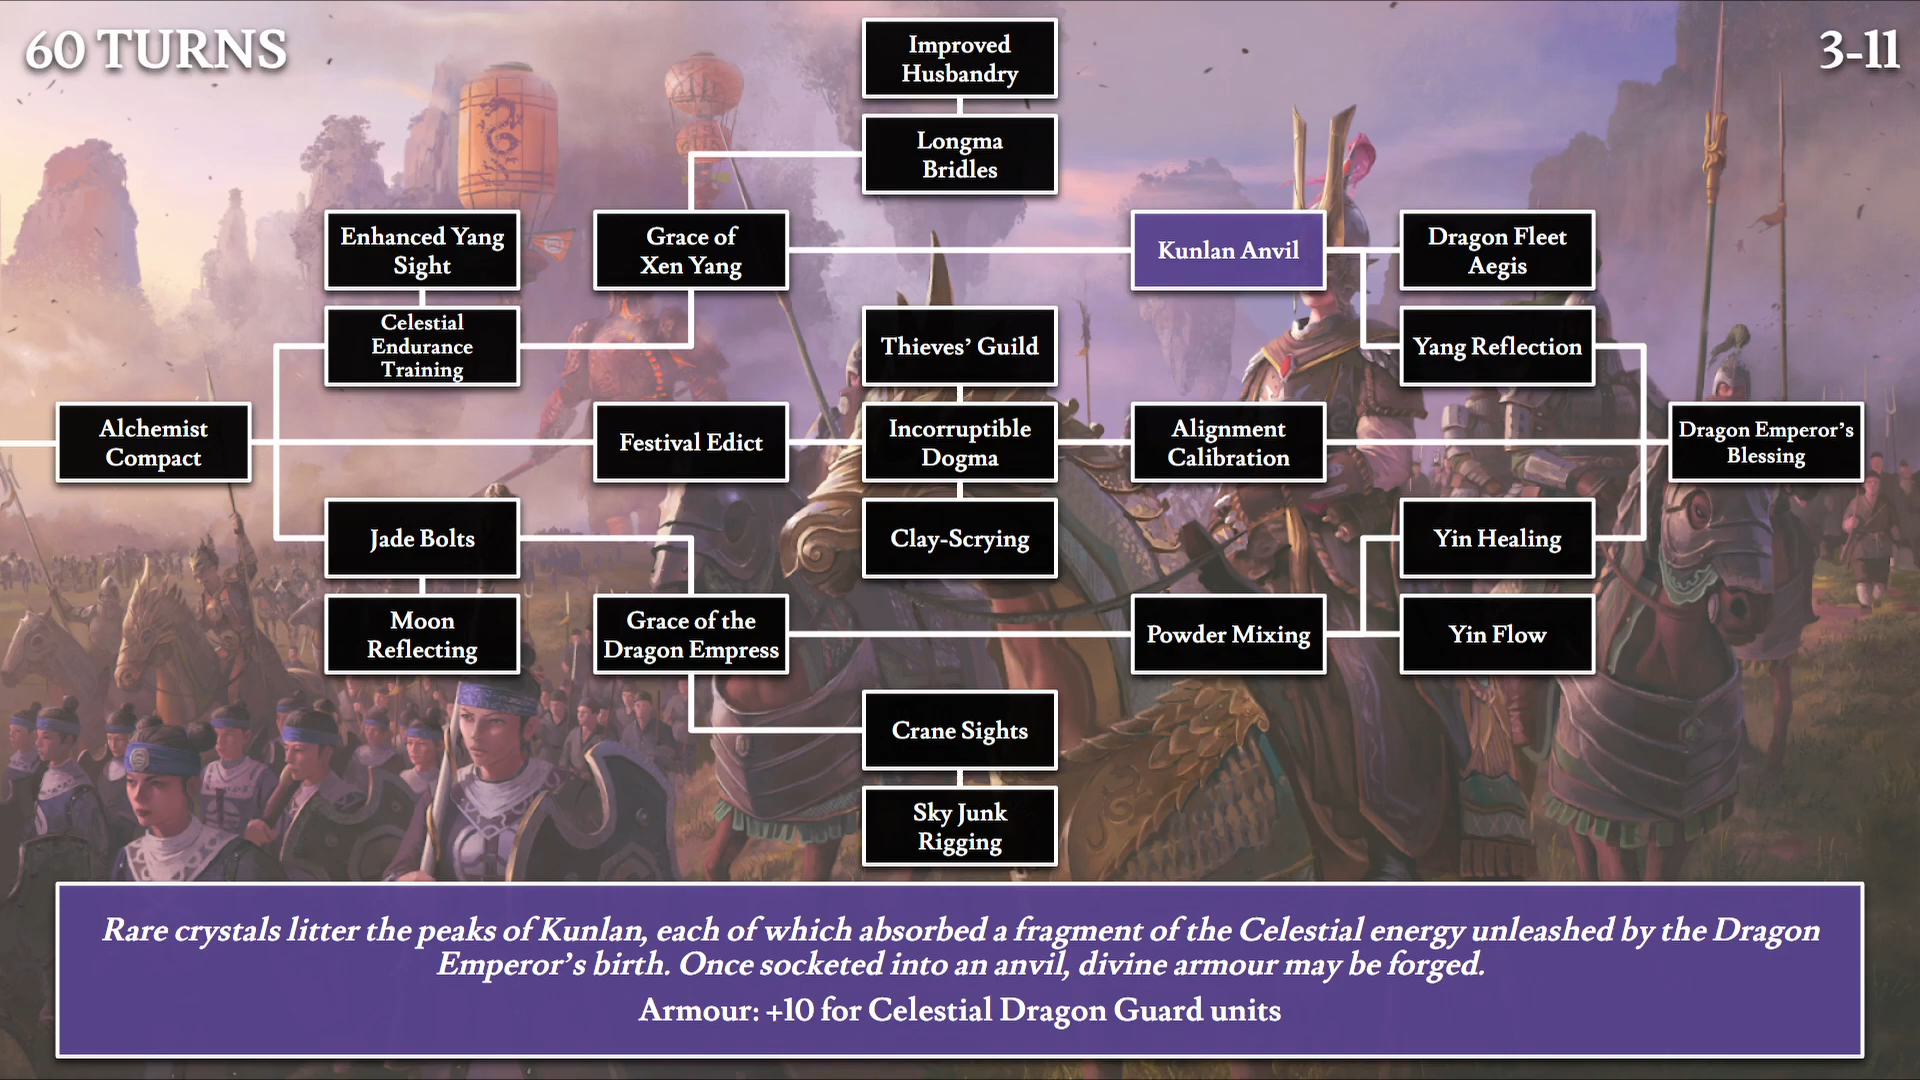 60 TURNS
3-11
Improved
Husbandry
Longma
Bridles
Enhanced Yang
Sight
Grace of
Xen Yang
Kunlan Anvil
Dragon Fleet
Aegis
Celestial
Endurance
Training
Thieves' Guild
Yang Reflection
Alchemist
Compact
Festival Edict
Incorruptible
Dogma
Alignment
Calibration
Dragon Emperor's
Blessing
Jade Bolts
Clay-Scrying
Yin Healing
Moon
Reflecting
Grace of the
Dragon Empress
Powder Mixing
Yin Flow
Crane Sights
Sky Junk
Rigging
Rare crystals litter the peaks of Kunlan, each of which absorbed a fragment of the Celestial energy unleashed by the Dragon
Emperor's birth. Once socketed into an anvil, divine armour may be forged.
Armour: +10 for Celestial Dragon Guard units